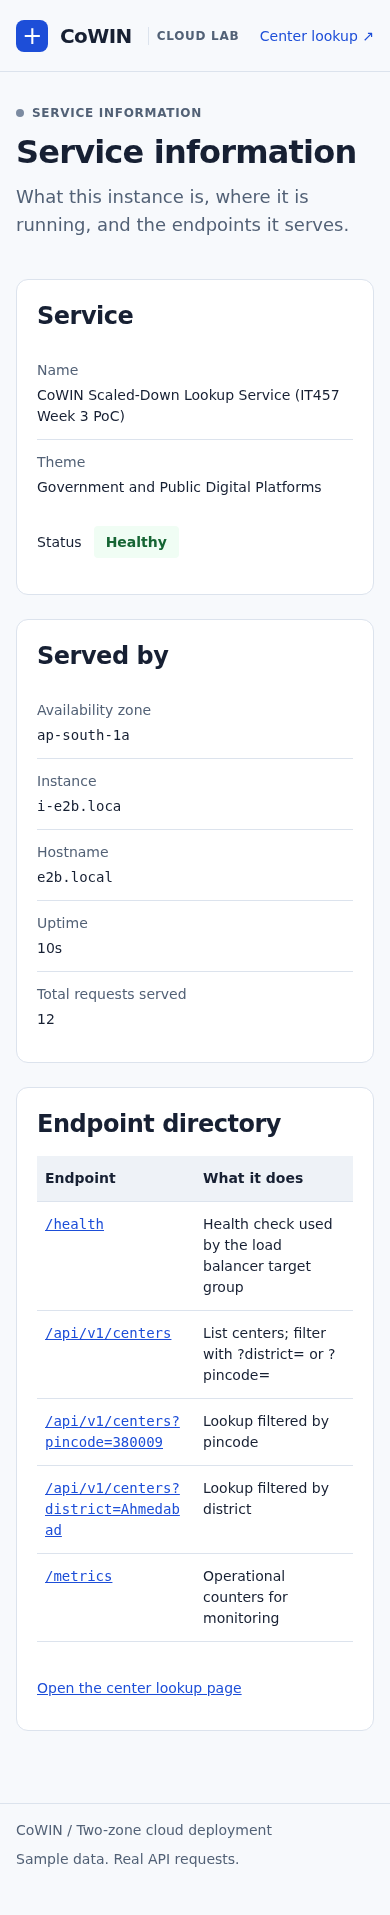 CoWIN CLOUD LAB Center lookup ↗
SERVICE INFORMATION
Service information
What this instance is, where it is
running, and the endpoints it serves.
Service
Name
CoWIN Scaled-Down Lookup Service (IT457
Week 3 PoC)
Theme
Government and Public Digital Platforms
Status Healthy
Served by
Availability zone
ap-south-1a
Instance
i-e2b.loca
Hostname
e2b.local
Uptime
10s
Total requests served
12
Endpoint directory
Endpoint What it does
/health Health check used
by the load
balancer target
group
/api/v1/centers List centers; filter
with ?district= or ?
pincode=
/api/v1/centers? Lookup filtered by
pincode=380009 pincode
/api/v1/centers? Lookup filtered by
district=Ahmedab district
ad
/metrics Operational
counters for
monitoring
Open the center lookup page
CoWIN / Two-zone cloud deployment
Sample data. Real API requests.